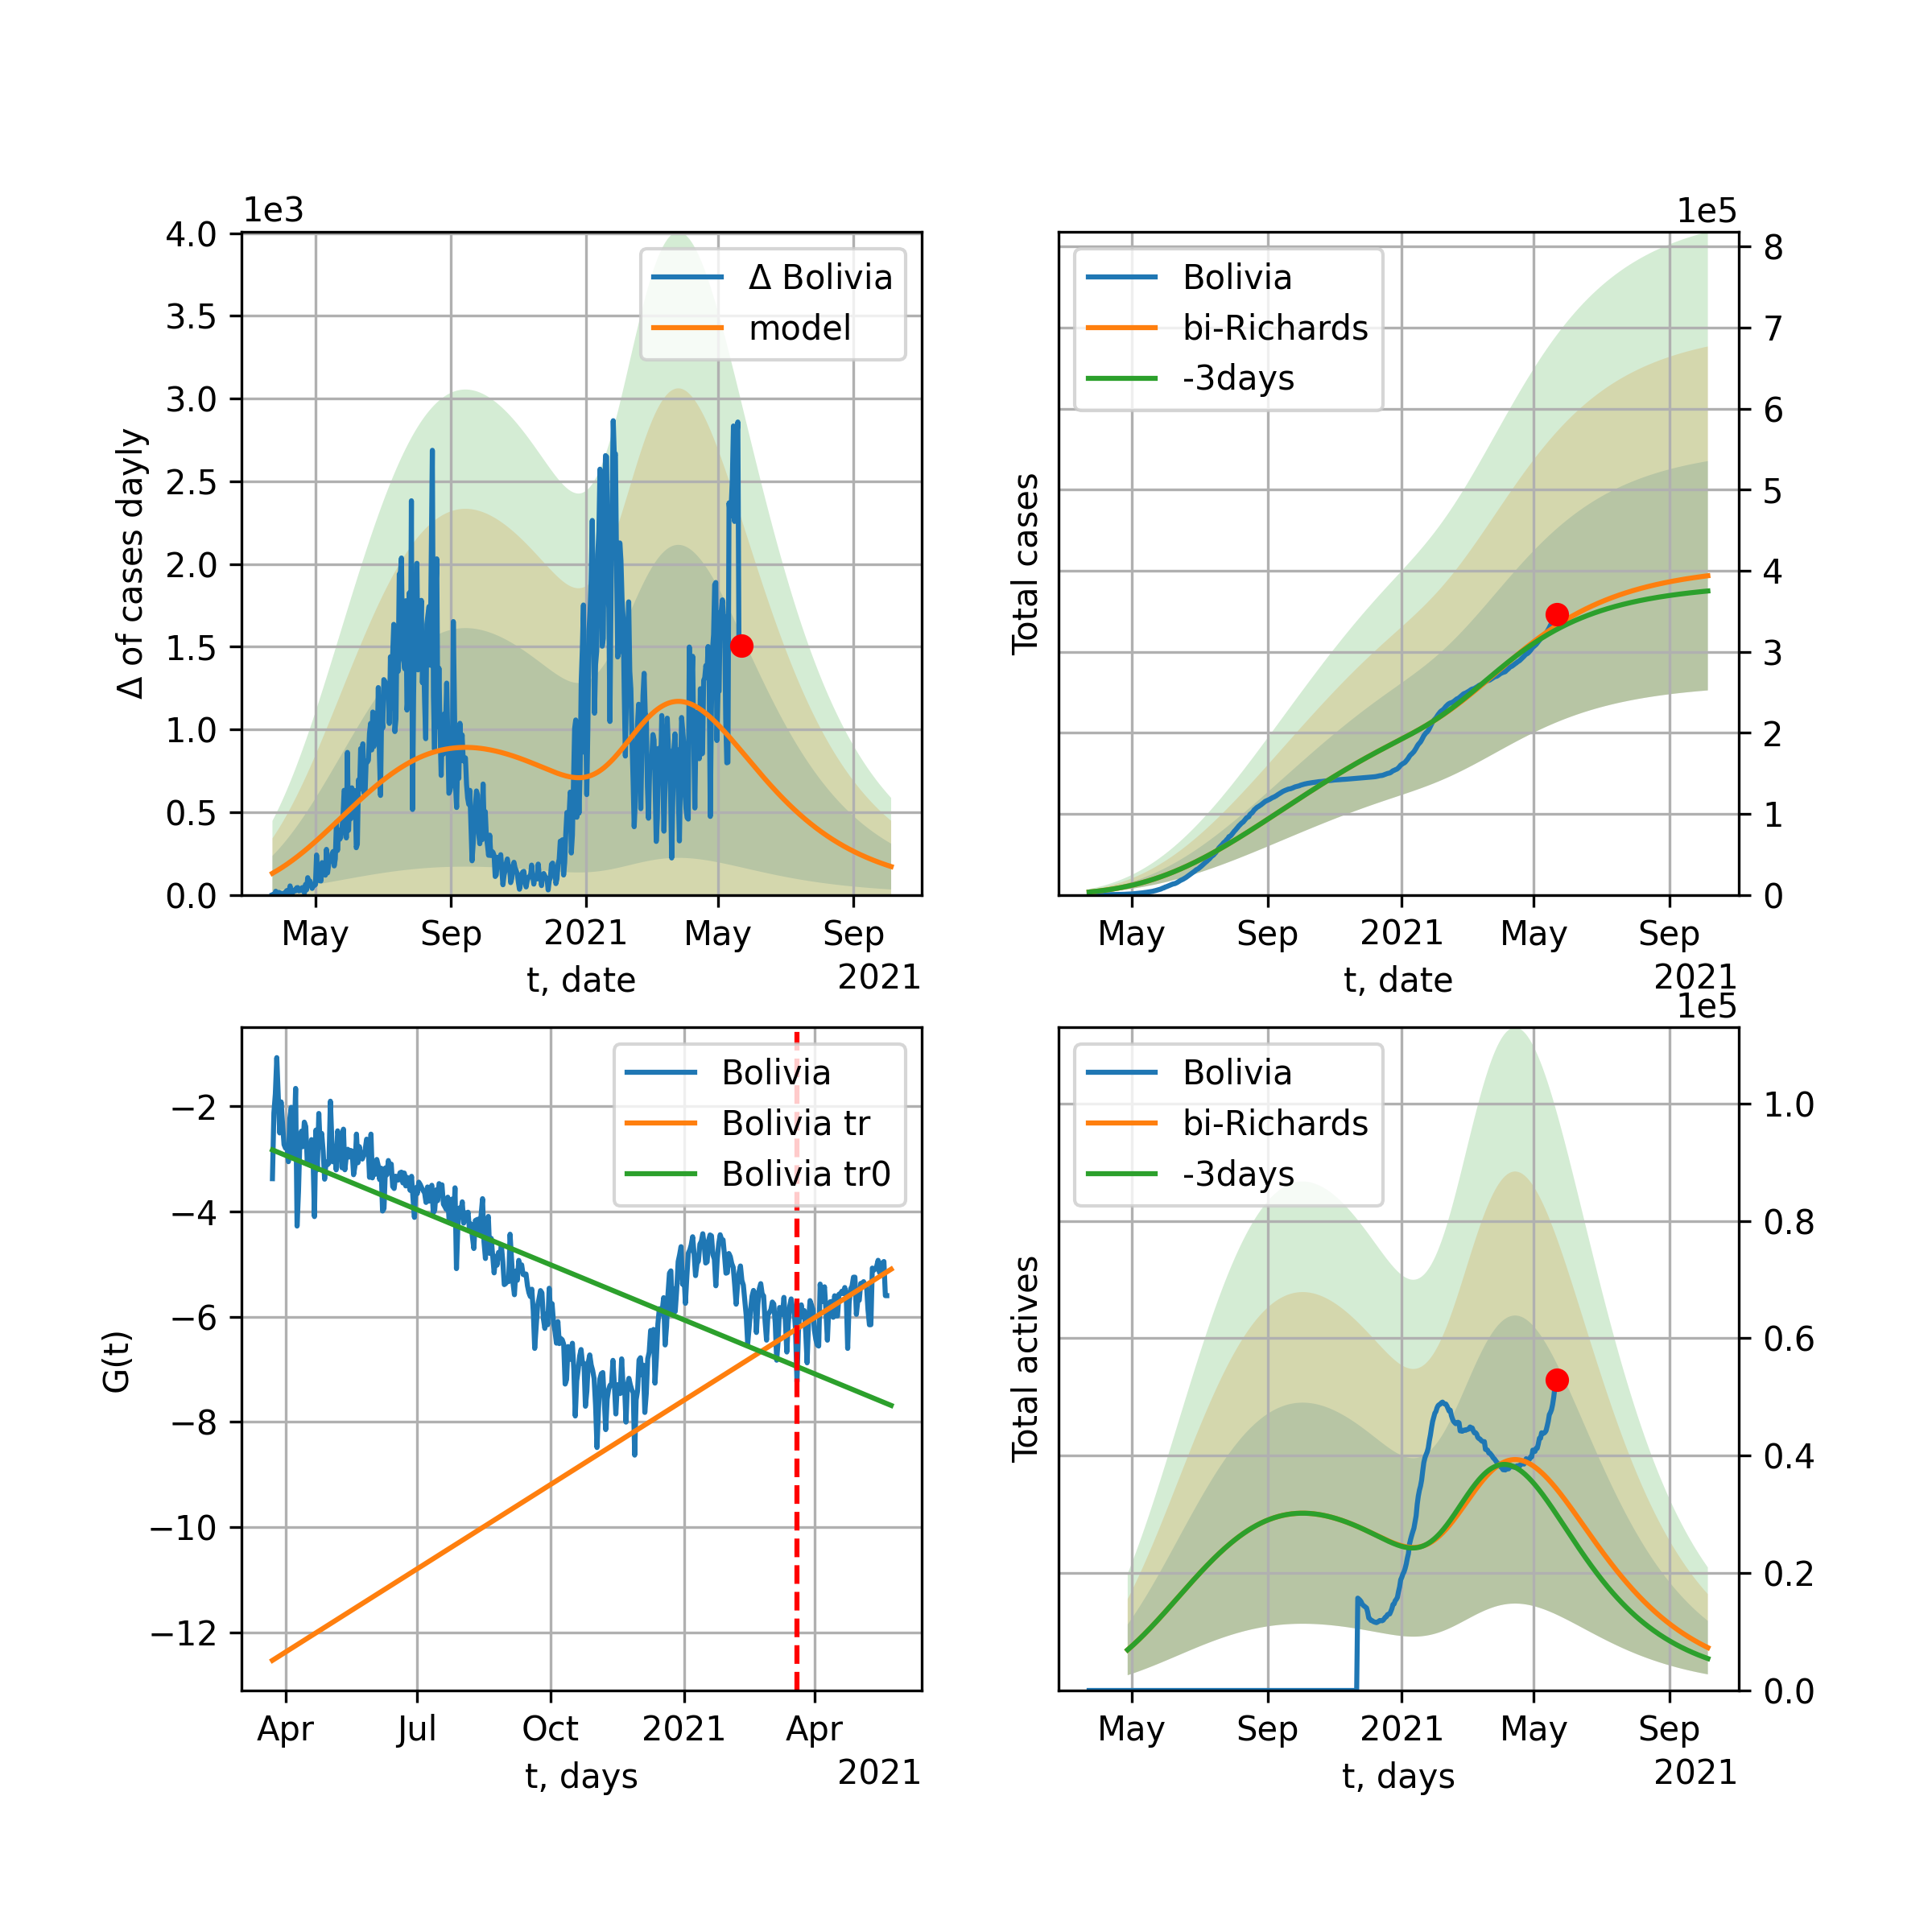 1e3
4.0
3.5
3.0
2.5
2.0
1.5
1.0
0.5
0.0
Δ of cases dayly
Δ Bolivia
model
May Sep 2021 May Sep
t, date
2021
1e5
8
7
6
5
4
3
2
1
0
Total cases
Bolivia
bi-Richards
-3days
May Sep 2021 May Sep
t, date
2021
−2
−4
−6
−8
−10
−12
G(t)
Bolivia
Bolivia tr
Bolivia tr0
Apr Jul Oct 2021 Apr
t, days
2021
1e5
1.0
0.8
0.6
0.4
0.2
0.0
Total actives
Bolivia
bi-Richards
-3days
May Sep 2021 May Sep
t, days
2021